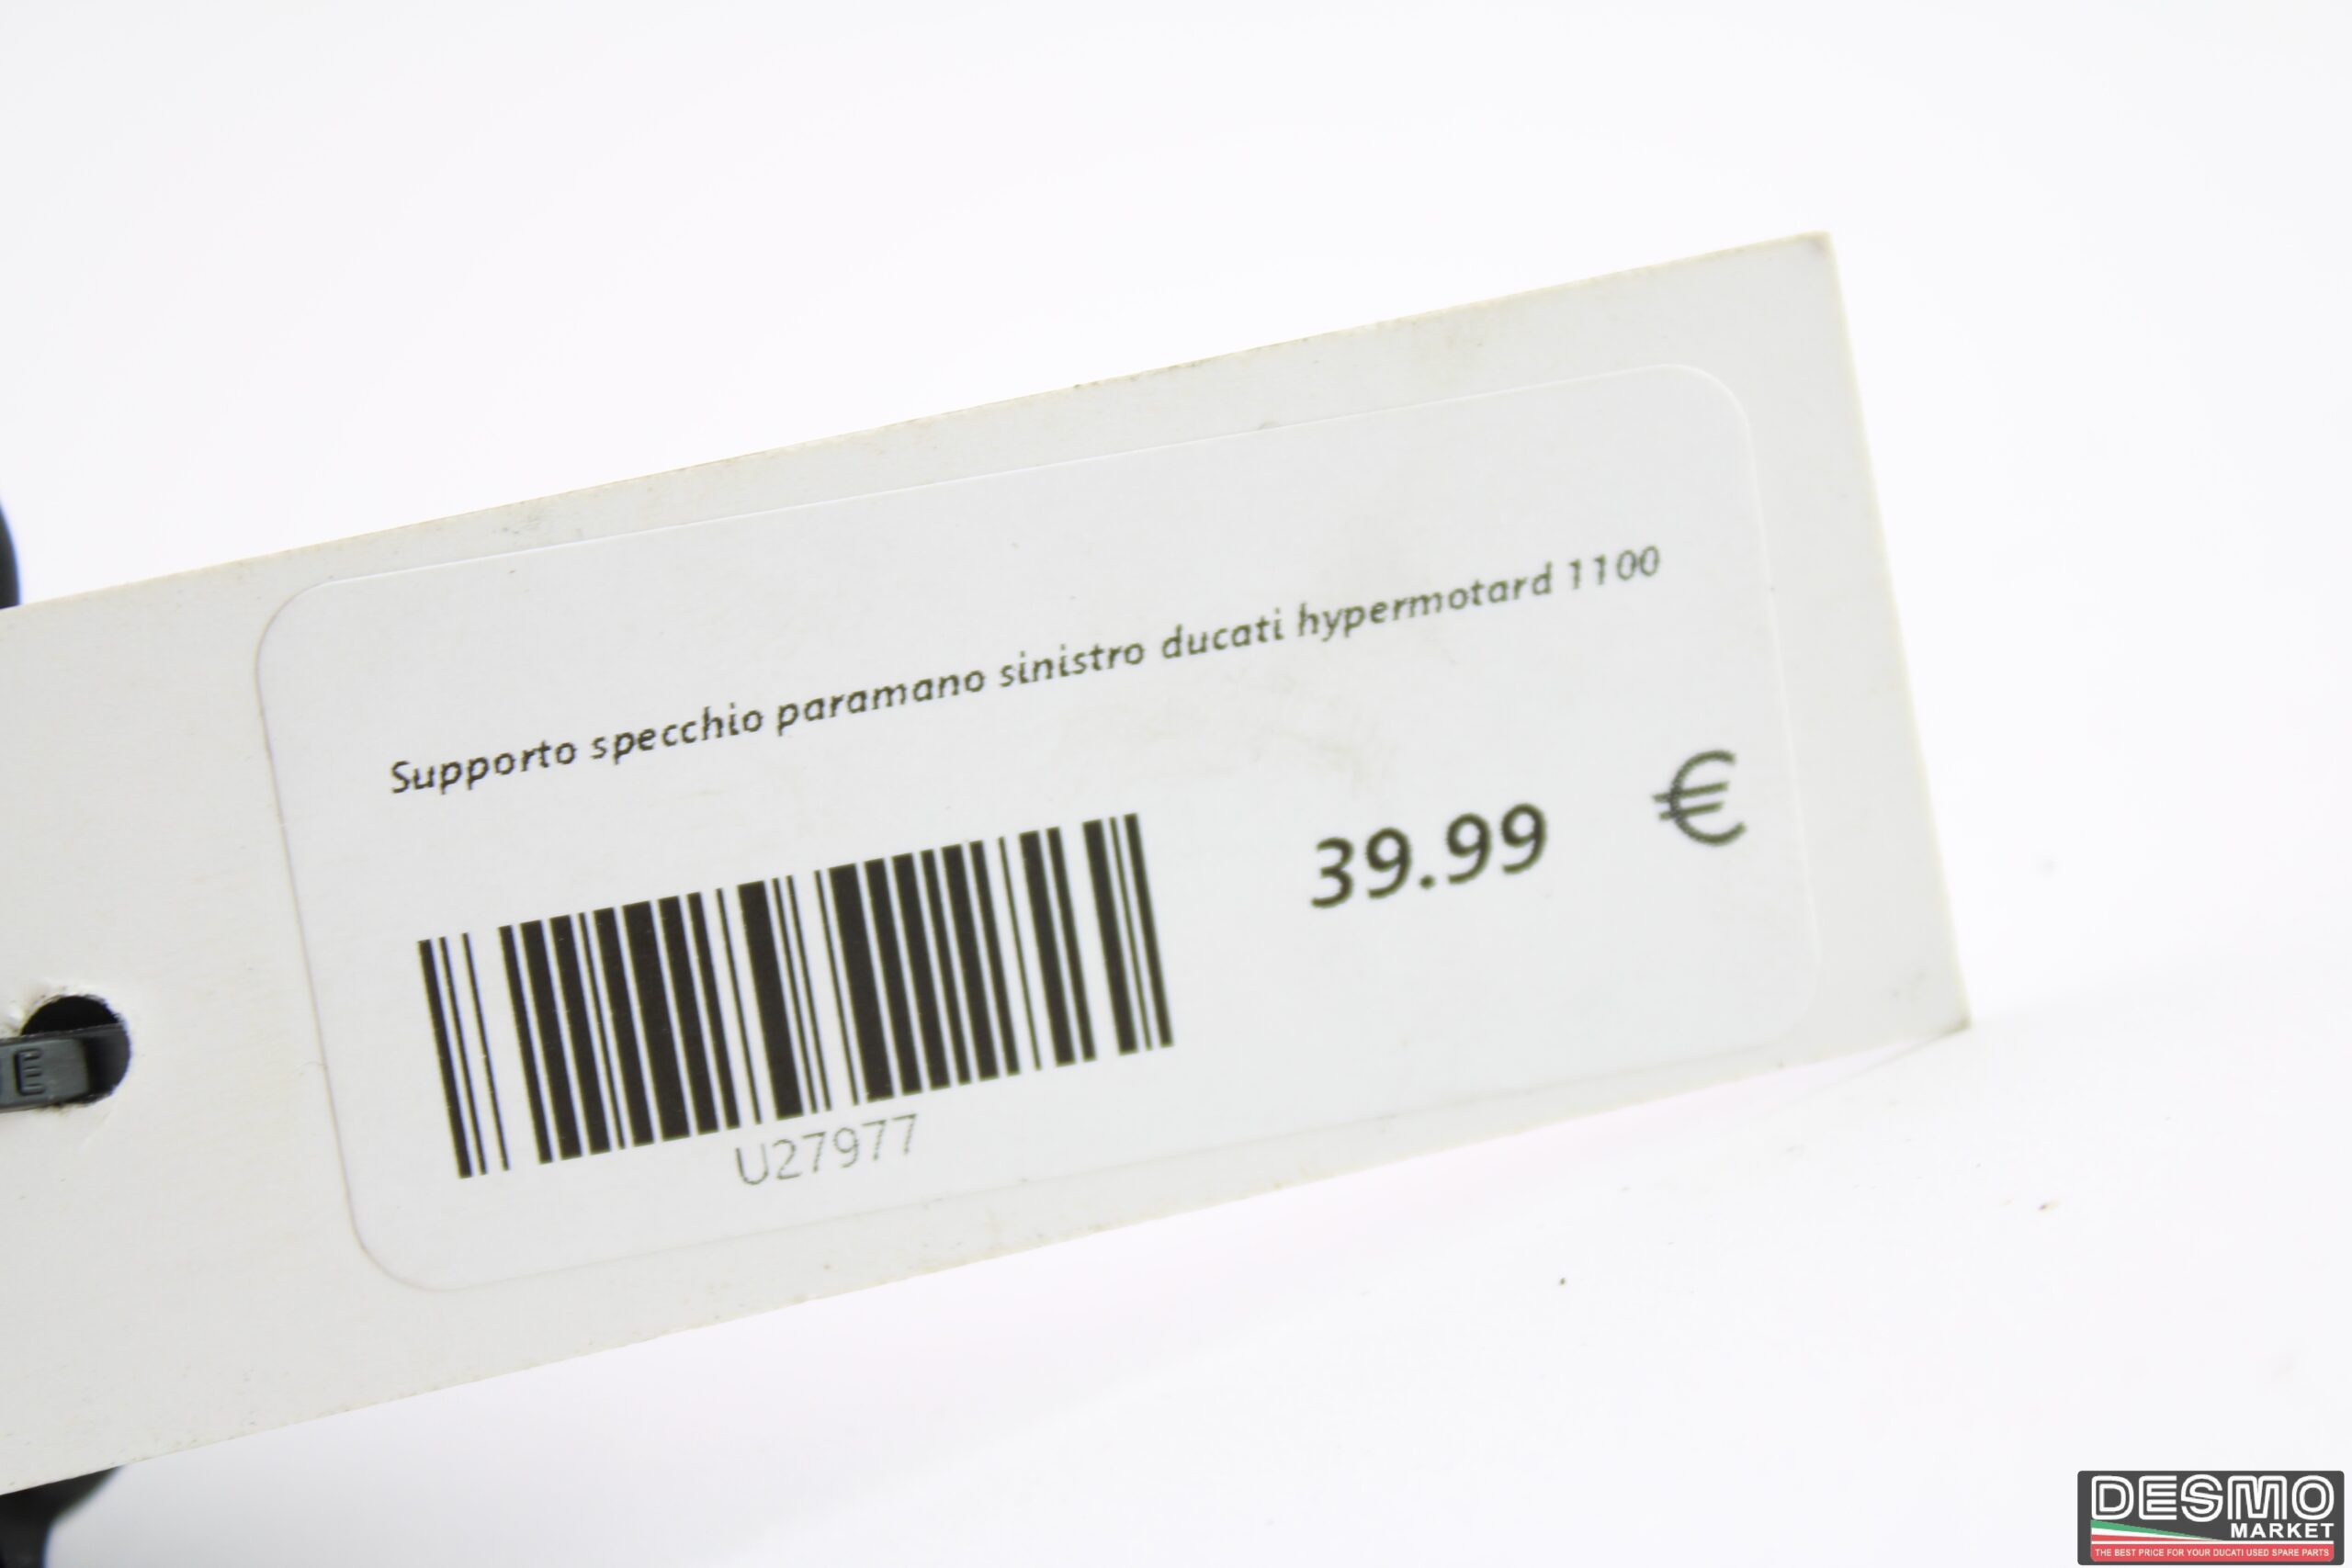 Supporto specchio paramano sinistro ducati hypermotard 1100
39.99 €
U27977
E
DESMO
MARKET
THE BEST PRICE FOR YOUR DUCATI USED SPARE PARTS